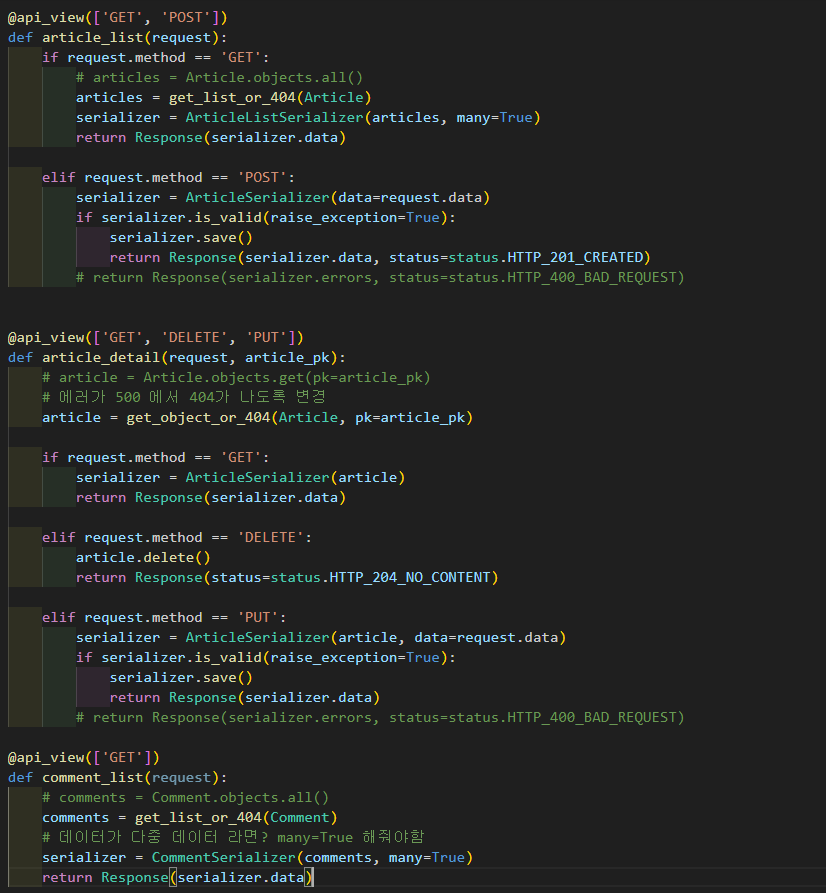 @api_view(['GET', 'POST'])
def article_list(request):
    if request.method == 'GET':
        # articles = Article.objects.all()
        articles = get_list_or_404(Article)
        serializer = ArticleListSerializer(articles, many=True)
        return Response(serializer.data)

    elif request.method == 'POST':
        serializer = ArticleSerializer(data=request.data)
        if serializer.is_valid(raise_exception=True):
            serializer.save()
            return Response(serializer.data, status=status.HTTP_201_CREATED)
        # return Response(serializer.errors, status=status.HTTP_400_BAD_REQUEST)


@api_view(['GET', 'DELETE', 'PUT'])
def article_detail(request, article_pk):
    # article = Article.objects.get(pk=article_pk)
    # 에러가 500 에서 404가 나도록 변경
    article = get_object_or_404(Article, pk=article_pk)

    if request.method == 'GET':
        serializer = ArticleSerializer(article)
        return Response(serializer.data)

    elif request.method == 'DELETE':
        article.delete()
        return Response(status=status.HTTP_204_NO_CONTENT)

    elif request.method == 'PUT':
        serializer = ArticleSerializer(article, data=request.data)
        if serializer.is_valid(raise_exception=True):
            serializer.save()
            return Response(serializer.data)
        # return Response(serializer.errors, status=status.HTTP_400_BAD_REQUEST)

@api_view(['GET'])
def comment_list(request):
    # comments = Comment.objects.all()
    comments = get_list_or_404(Comment)
    # 데이터가 다중 데이터 라면? many=True 해줘야함
    serializer = CommentSerializer(comments, many=True)
    return Response(serializer.data)